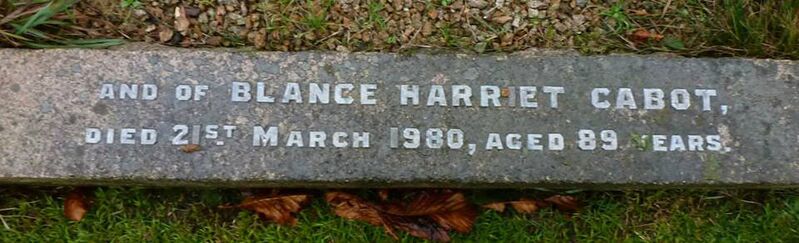 AND OF BLANCE HARRIET CABOT,
DIED 21ST MARCH 1980, AGED 89 YEARS.